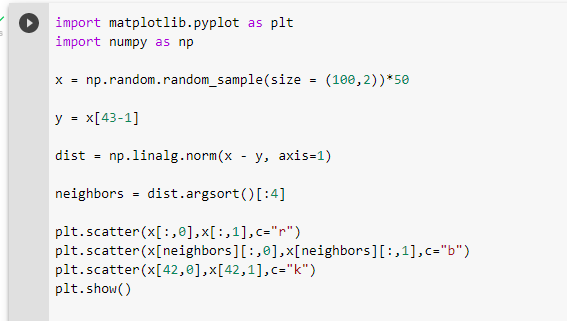 import matplotlib.pyplot as plt
import numpy as np
x = np.random.random_sample(size = (100,2))*50
y = x[43-1]
dist = np.linalg.norm(x - y, axis=1)
neighbors = dist.argsort()[:4]
plt.scatter(x[:,0],x[:,1],c="r")
plt.scatter(x[neighbors][:,0],x[neighbors][:,1],c="b")
plt.scatter(x[42,0],x[42,1],c="k")
plt.show()